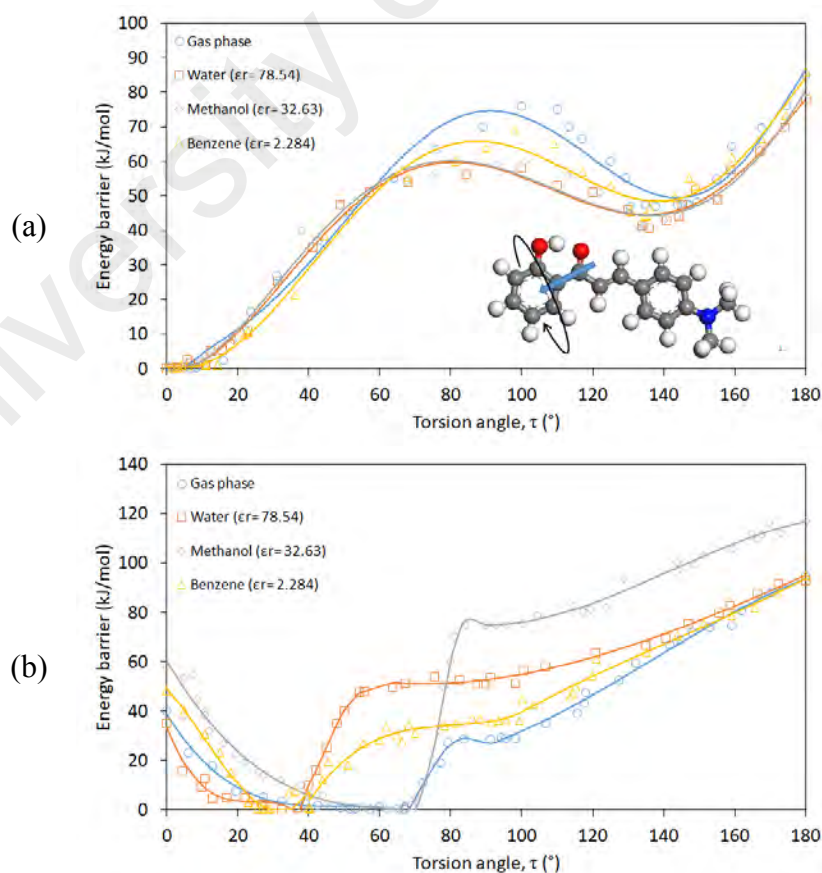 100
90
80
70
60
50
40
30
20
10
0
Energy barrier (kJ/mol)
Gas phase
Water (εr= 78.54)
Methanol (εr= 32.63)
Benzene (εr= 2.284)
(a)
0 20 40 60 80 100 120 140 160 180
Torsion angle, τ (°)
140
120
100
80
60
40
20
0
Energy barrier (kJ/mol)
Gas phase
Water (εr= 78.54)
Methanol (εr= 32.63)
Benzene (εr= 2.284)
(b)
0 20 40 60 80 100 120 140 160 180
Torsion angle, τ (°)